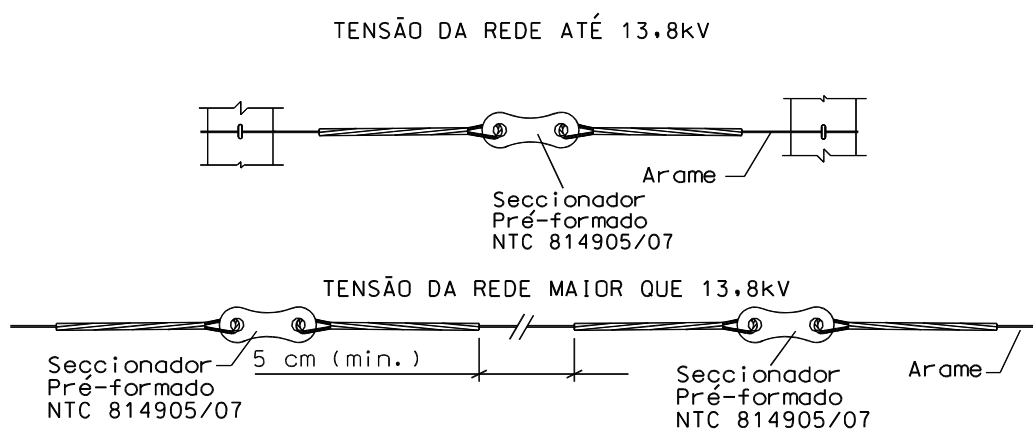 TENSÃO DA REDE ATÉ 13,8kV
Arame
Seccionador
Pré-formado
NTC 814905/07
TENSÃO DA REDE MAIOR QUE 13,8kV
Seccionador
Pré-formado
NTC 814905/07
5 cm (min.)
Seccionador
Pré-formado
NTC 814905/07
Arame